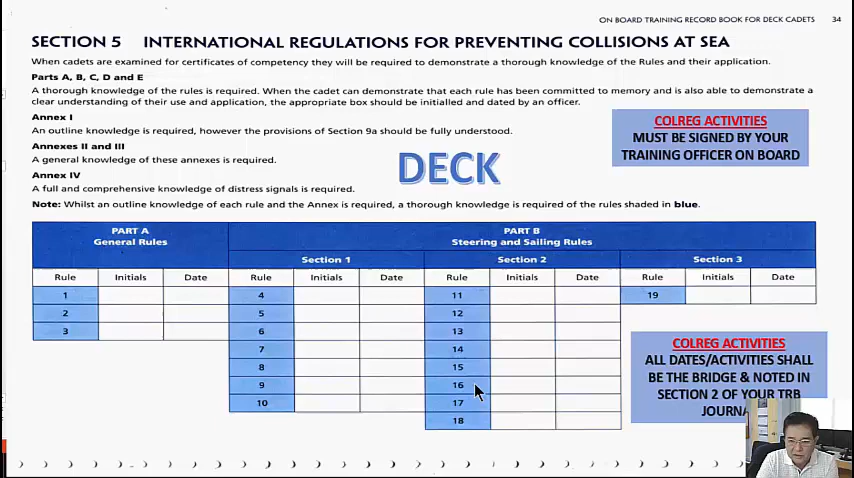 ON BOARD TRAINING RECORD BOOK FOR DECK CADETS 34
SECTION 5 INTERNATIONAL REGULATIONS FOR PREVENTING COLLISIONS AT SEA
When cadets are examined for certificates of competency they will be required to demonstrate a thorough knowledge of the Rules and their application.
Parts A, B, C, D and E
A thorough knowledge of the rules is required. When the cadet can demonstrate that each rule has been committed to memory and is also able to demonstrate a
clear understanding of their use and application, the appropriate box should be initialled and dated by an officer.
Annex I
An outline knowledge is required, however the provisions of Section 9a should be fully understood.
Annexes II and III
A general knowledge of these annexes is required.
Annex IV
A full and comprehensive knowledge of distress signals is required.
Note: Whilst an outline knowledge of each rule and the Annex is required, a thorough knowledge is required of the rules shaded in blue.
COLREG ACTIVITIES
MUST BE SIGNED BY YOUR
TRAINING OFFICER ON BOARD
DECK
PART A
General Rules
PART B
Steering and Sailing Rules
Section 1 Section 2 Section 3
Rule Initials Date Rule Initials Date Rule Initials Date Rule Initials Date
1 4 11 19
2 5 12
3 6 13
7 14
8 15
9 16
10 17
18
COLREG ACTIVITIES
ALL DATES/ACTIVITIES SHALL
BE THE BRIDGE & NOTED IN
SECTION 2 OF YOUR TRB